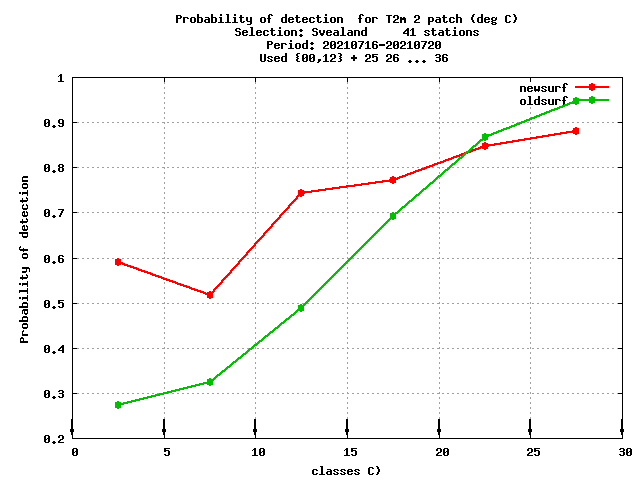 Probability of detection  for T2m 2 patch (deg C)
Selection: Svealand     41 stations
Period: 20210716-20210720
Used {00,12} + 25 26 ... 36
newsurf
oldsurf
1
0.9
0.8
0.7
0.6
0.5
0.4
0.3
0.2
Probability of detection
0 5 10 15 20 25 30
classes C)